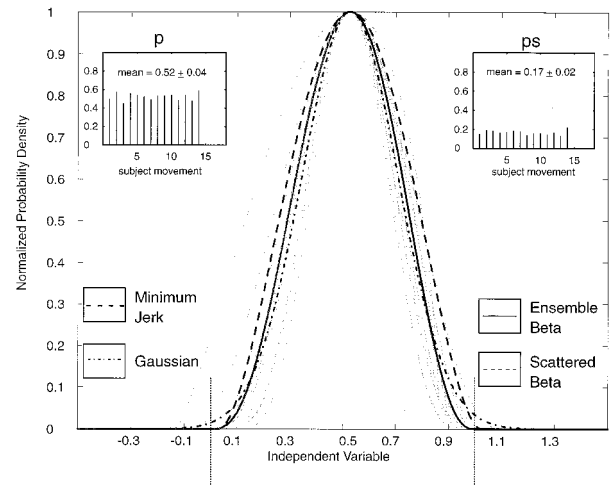 p
mean = 0.52 ± 0.04
0.8
0.6
0.4
0.2
0
5 10 15
subject movement
ps
mean = 0.17 ± 0.02
0.8
0.6
0.4
0.2
0
5 10 15
subject movement
Normalized Probability Density
1
0.9
0.8
0.7
0.6
0.5
0.4
0.3
0.2
0.1
0
Minimum
Jerk
Gaussian
Ensemble
Beta
Scattered
Beta
-0.3 -0.1 0.1 0.3 0.5 0.7 0.9 1.1 1.3
Independent Variable